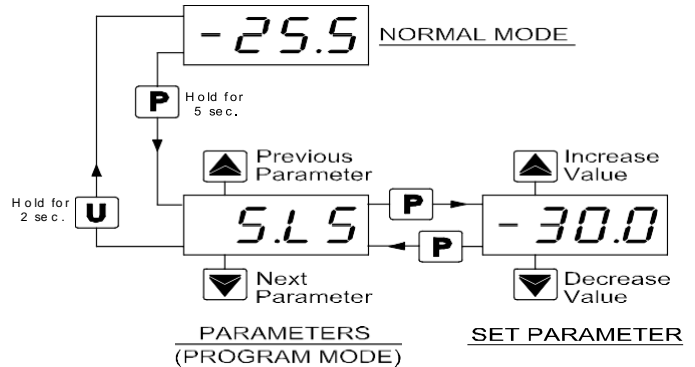 -25.5
NORMAL MODE
P
Hold for
5 sec.
Previous
Parameter
Increase
Value
Hold for
2 sec.
U
S.LS
P
P
-30.0
Next
Parameter
Decrease
Value
PARAMETERS
(PROGRAM MODE)
SET PARAMETER